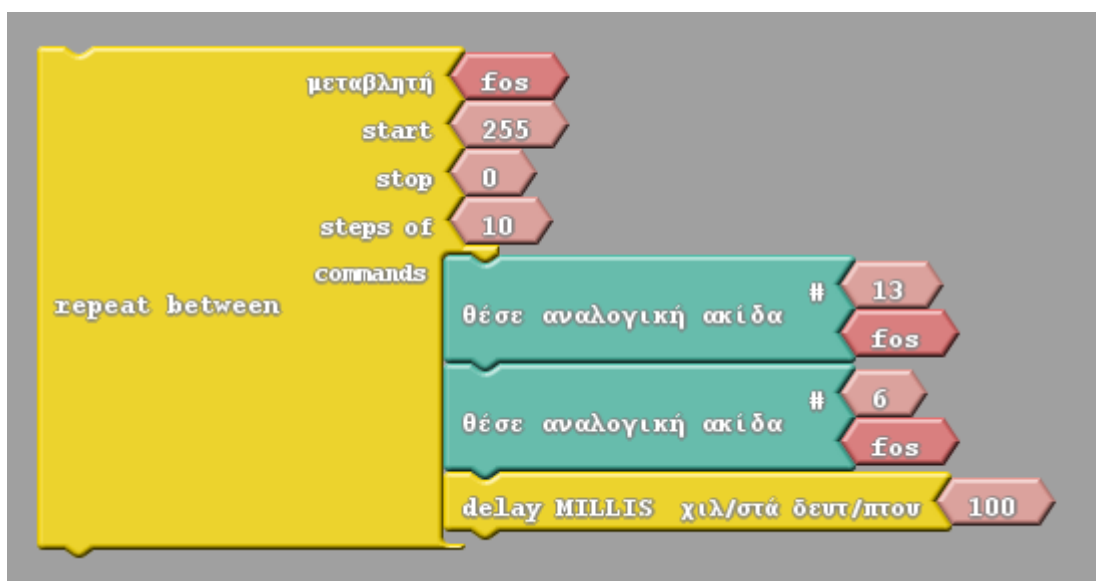 μεταβλητή fos
start 255
stop 0
steps of 10
commands
repeat between
θέσε αναλογική ακίδα # 13
fos
θέσε αναλογική ακίδα # 6
fos
delay MILLIS χιλ/στά δευτ/πτου 100